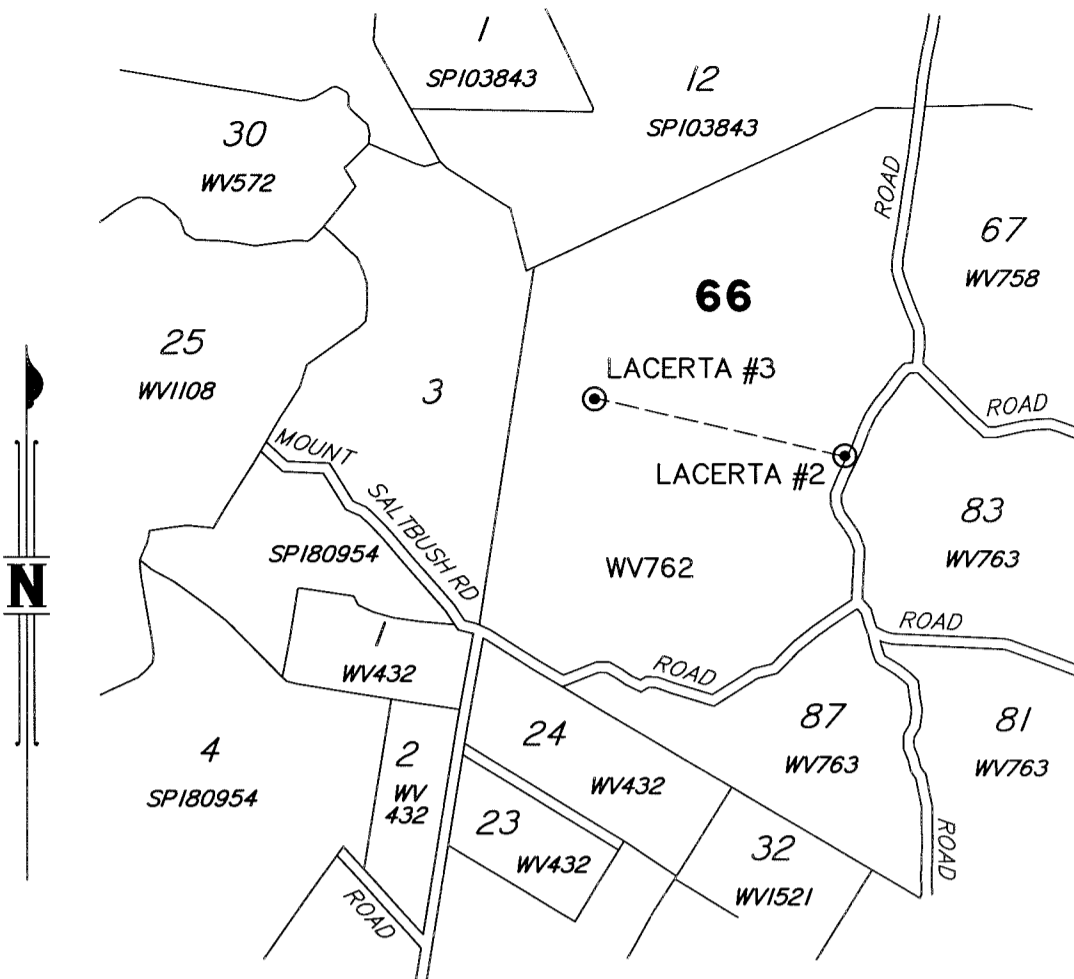 1
SP103843
12
SP103843
30
WV572
ROAD
67
WV758
66
25
WV1108
3
LACERTA #3
ROAD
MOUNT
SALTBUSH RD
LACERTA #2
83
WV763
SP180954
WV762
N
1
WV432
ROAD
ROAD
87
WV763
81
WV763
4
SP180954
2
WV
432
24
WV432
23
WV432
32
WV1521
ROAD
ROAD